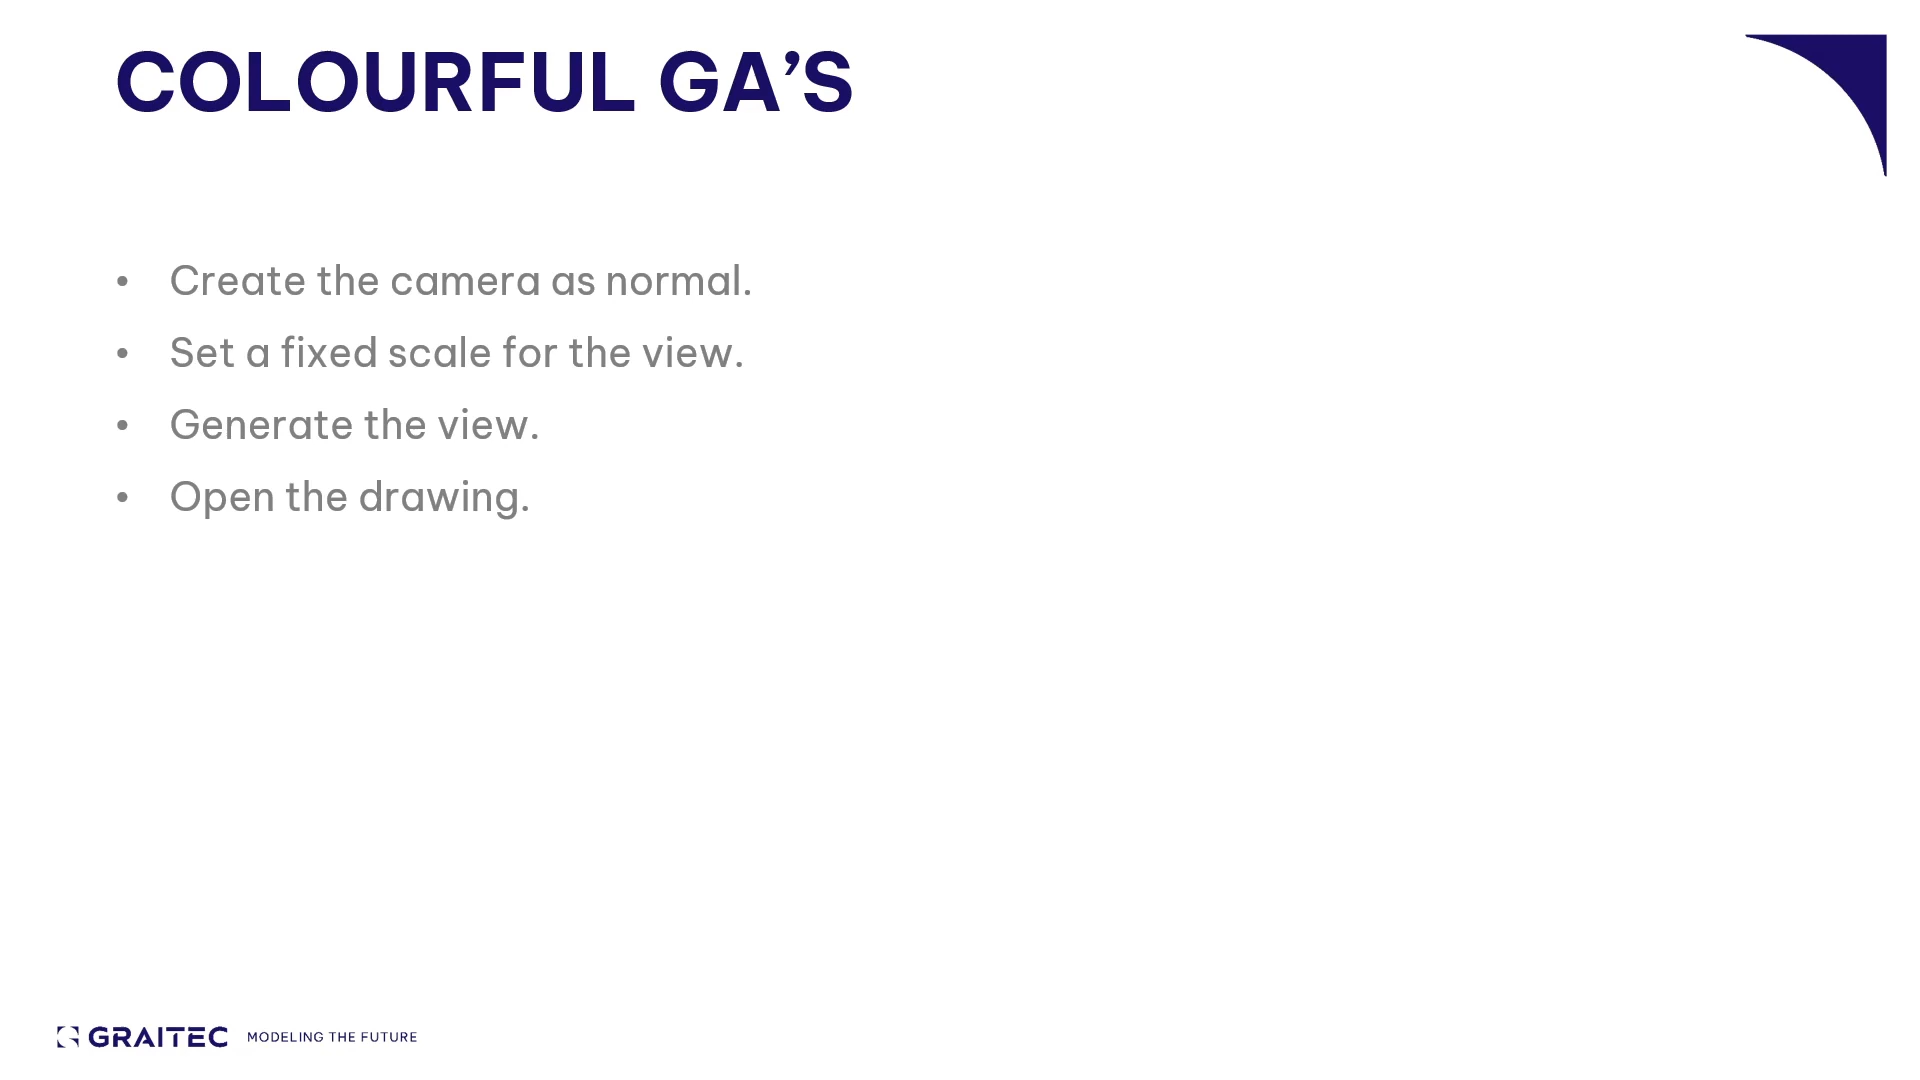 COLOURFUL GA’S
• Create the camera as normal.
• Set a fixed scale for the view.
• Generate the view.
• Open the drawing.
GRAITEC MODELING THE FUTURE